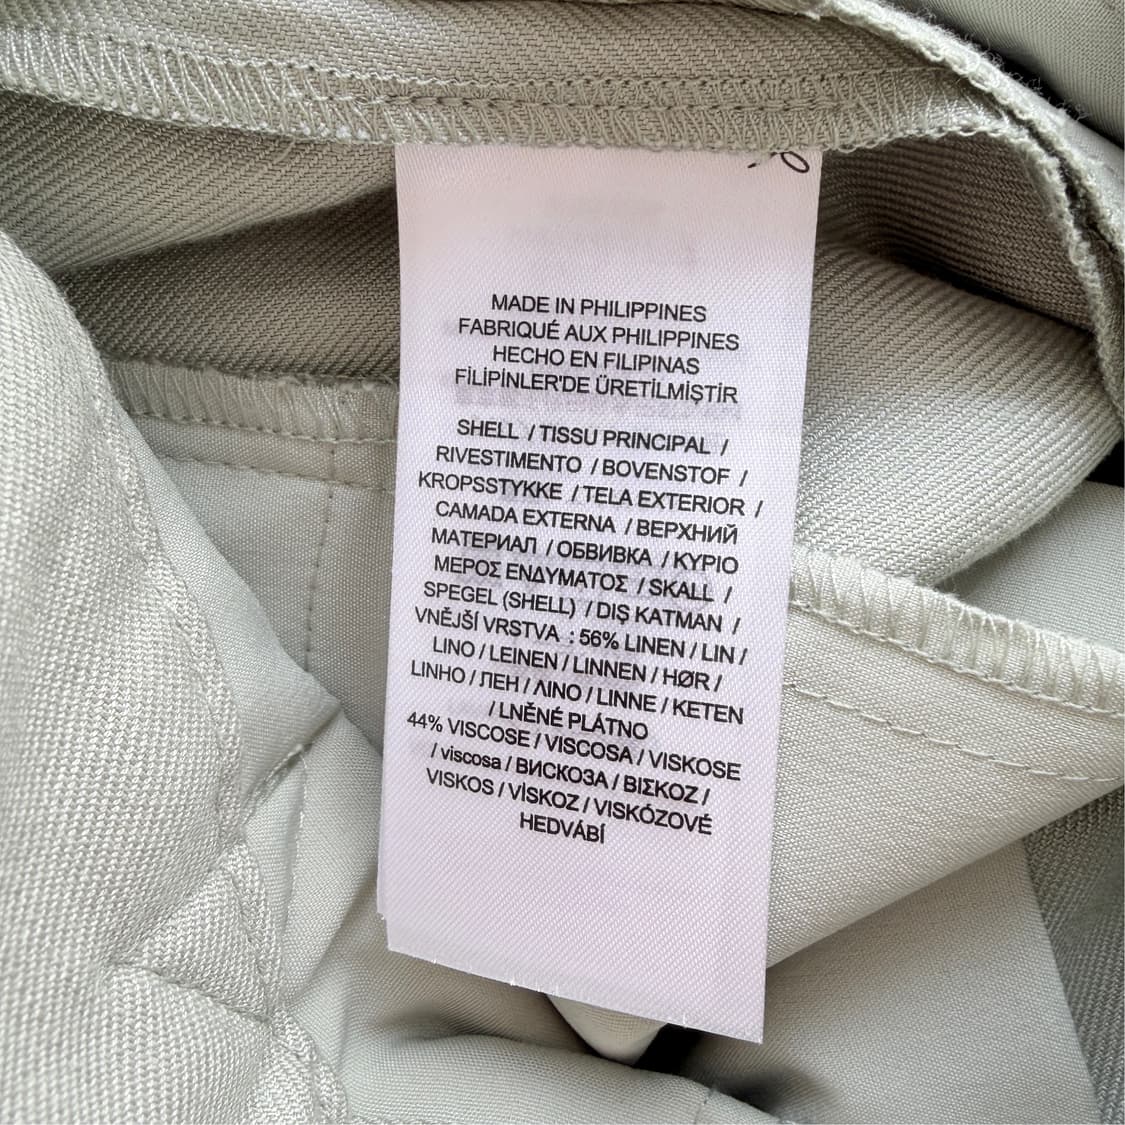 MADE IN PHILIPPINES
FABRIQUÉ AUX PHILIPPINES
HECHO EN FILIPINAS
FİLİPİNLER'DE ÜRETİLMİŞTİR
SHELL / TISSU PRINCIPAL /
RIVESTIMENTO / BOVENSTOF /
KROPSSTYKKE / TELA EXTERIOR /
CAMADA EXTERNA / ВЕРХНИЙ
МАТЕРИАЛ / ОБВИВКА / ΚΥΡΙΟ
ΜΕΡΟΣ ΕΝΔΥΜΑΤΟΣ / SKALL /
SPEGEL (SHELL) / DIŞ KATMAN /
VNĚJŠÍ VRSTVA : 56% LINEN / LIN /
LINO / LEINEN / LINNEN / HØR /
LINHO / ЛЕН / ΛΙΝΟ / LINNE / KETEN
/ LNĚNÉ PLÁTNO
44% VISCOSE / VISCOSA / VISKOSE
/ viscosa / ВИСКОЗА / ΒΙΣΚΟΖ /
VISKOS / VİSKOZ / VISKÓZOVÉ
HEDVÁBÍ